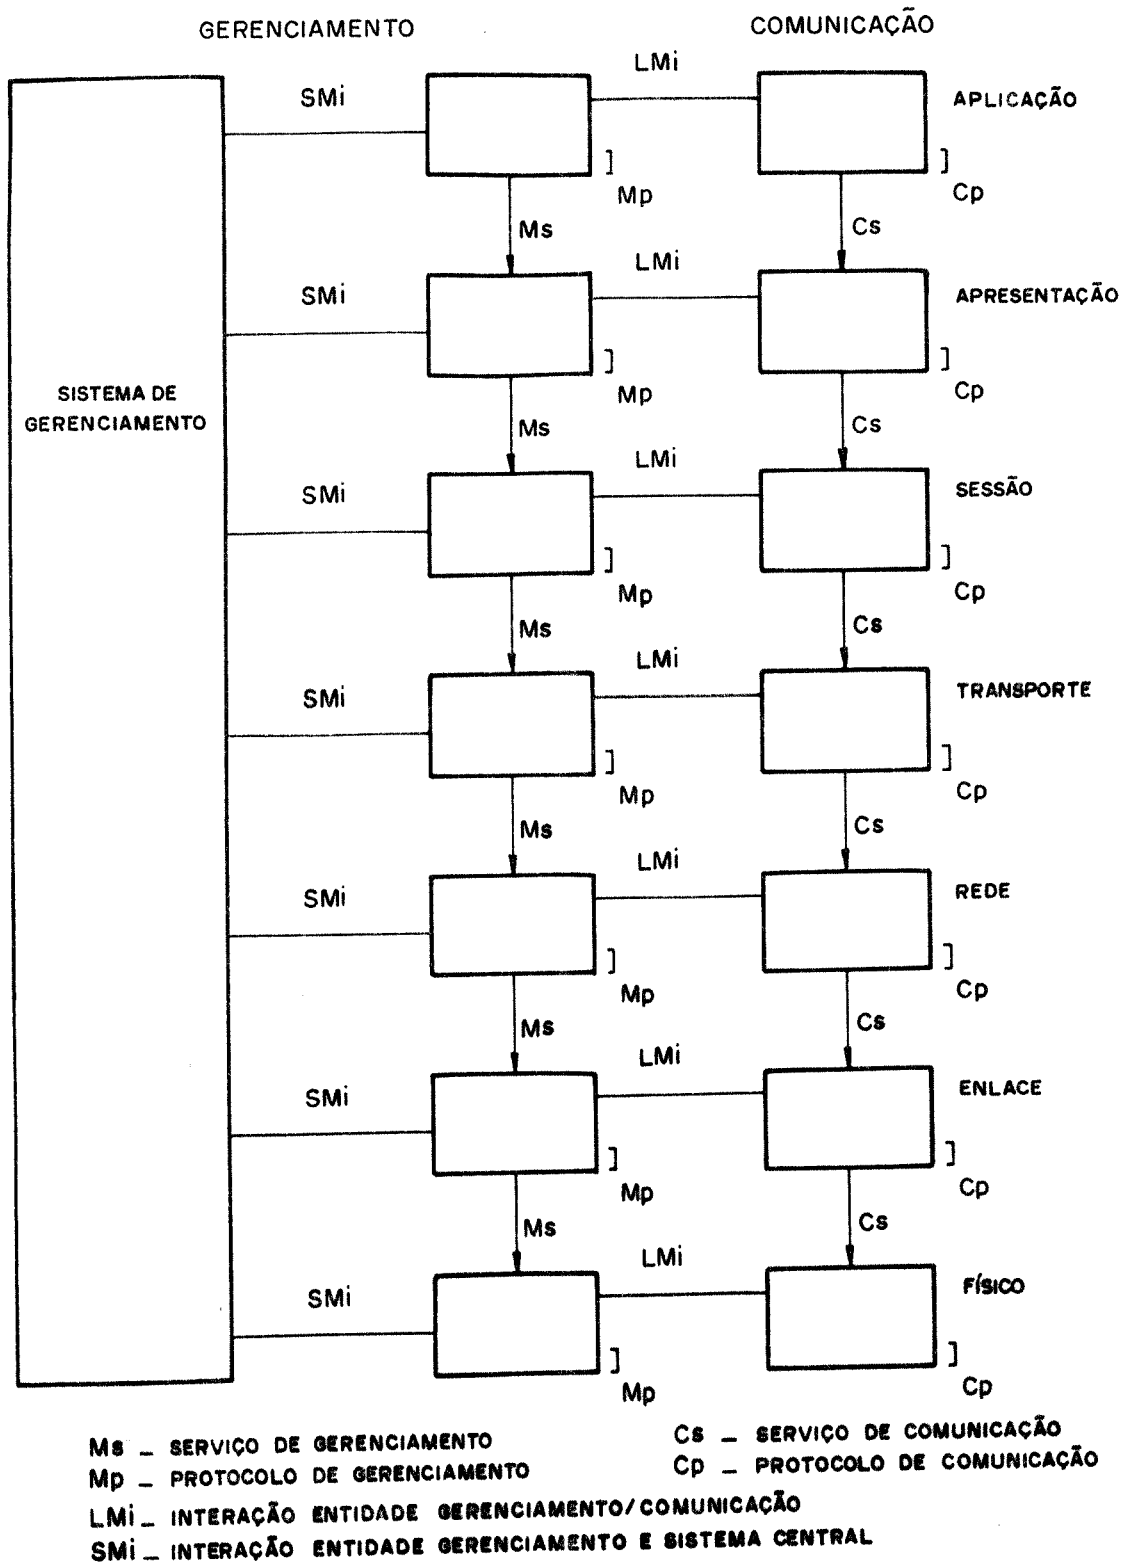 GERENCIAMENTO
COMUNICAÇÃO
LMi
SMi
APLICAÇÃO
Mp
Cp
Ms
Cs
LMi
SMi
APRESENTAÇÃO
Mp
Cp
SISTEMA DE
GERENCIAMENTO
Ms
Cs
LMi
SMi
SESSÃO
Mp
Cp
Ms
Cs
LMi
SMi
TRANSPORTE
Mp
Cp
Ms
Cs
LMi
SMi
REDE
Mp
Cp
Ms
Cs
LMi
SMi
ENLACE
Mp
Cp
Ms
Cs
LMi
SMi
FÍSICO
Mp
Cp
Ms _ SERVIÇO DE GERENCIAMENTO
Cs _ SERVIÇO DE COMUNICAÇÃO
Mp _ PROTOCOLO DE GERENCIAMENTO
Cp _ PROTOCOLO DE COMUNICAÇÃO
LMi _ INTERAÇÃO ENTIDADE GERENCIAMENTO/COMUNICAÇÃO
SMi _ INTERAÇÃO ENTIDADE GERENCIAMENTO E SISTEMA CENTRAL